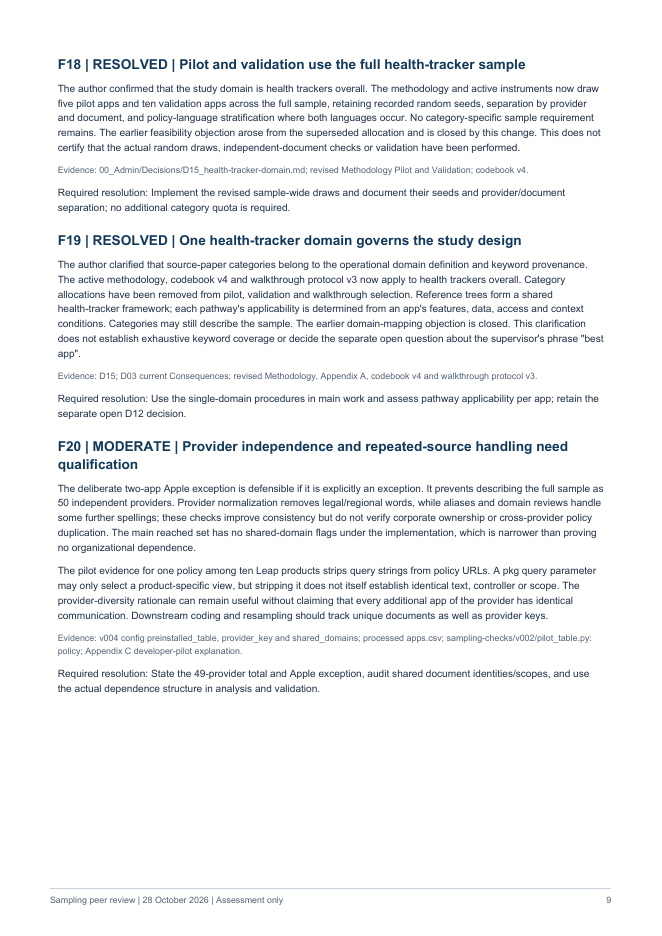 F18 | RESOLVED | Pilot and validation use the full health-tracker sample
The author confirmed that the study domain is health trackers overall. The methodology and active instruments now draw
five pilot apps and ten validation apps across the full sample, retaining recorded random seeds, separation by provider
and document, and policy-language stratification where both languages occur. No category-specific sample requirement
remains. The earlier feasibility objection arose from the superseded allocation and is closed by this change. This does not
certify that the actual random draws, independent-document checks or validation have been performed.
Evidence: 00_Admin/Decisions/D15_health-tracker-domain.md; revised Methodology Pilot and Validation; codebook v4.
Required resolution: Implement the revised sample-wide draws and document their seeds and provider/document
separation; no additional category quota is required.
F19 | RESOLVED | One health-tracker domain governs the study design
The author clarified that source-paper categories belong to the operational domain definition and keyword provenance.
The active methodology, codebook v4 and walkthrough protocol v3 now apply to health trackers overall. Category
allocations have been removed from pilot, validation and walkthrough selection. Reference trees form a shared
health-tracker framework; each pathway's applicability is determined from an app's features, data, access and context
conditions. Categories may still describe the sample. The earlier domain-mapping objection is closed. This clarification
does not establish exhaustive keyword coverage or decide the separate open question about the supervisor's phrase "best
app".
Evidence: D15; D03 current Consequences; revised Methodology, Appendix A, codebook v4 and walkthrough protocol v3.
Required resolution: Use the single-domain procedures in main work and assess pathway applicability per app; retain the
separate open D12 decision.
F20 | MODERATE | Provider independence and repeated-source handling need
qualification
The deliberate two-app Apple exception is defensible if it is explicitly an exception. It prevents describing the full sample as
50 independent providers. Provider normalization removes legal/regional words, while aliases and domain reviews handle
some further spellings; these checks improve consistency but do not verify corporate ownership or cross-provider policy
duplication. The main reached set has no shared-domain flags under the implementation, which is narrower than proving
no organizational dependence.
The pilot evidence for one policy among ten Leap products strips query strings from policy URLs. A pkg query parameter
may only select a product-specific view, but stripping it does not itself establish identical text, controller or scope. The
provider-diversity rationale can remain useful without claiming that every additional app of the provider has identical
communication. Downstream coding and resampling should track unique documents as well as provider keys.
Evidence: v004 config preinstalled_table, provider_key and shared_domains; processed apps.csv; sampling-checks/v002/pilot_table.py:
policy; Appendix C developer-pilot explanation.
Required resolution: State the 49-provider total and Apple exception, audit shared document identities/scopes, and use
the actual dependence structure in analysis and validation.
Sampling peer review | 28 October 2026 | Assessment only
9